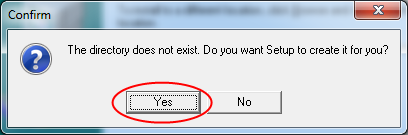 Confirm
The directory does not exist. Do you want Setup to create it for you?
Yes
No